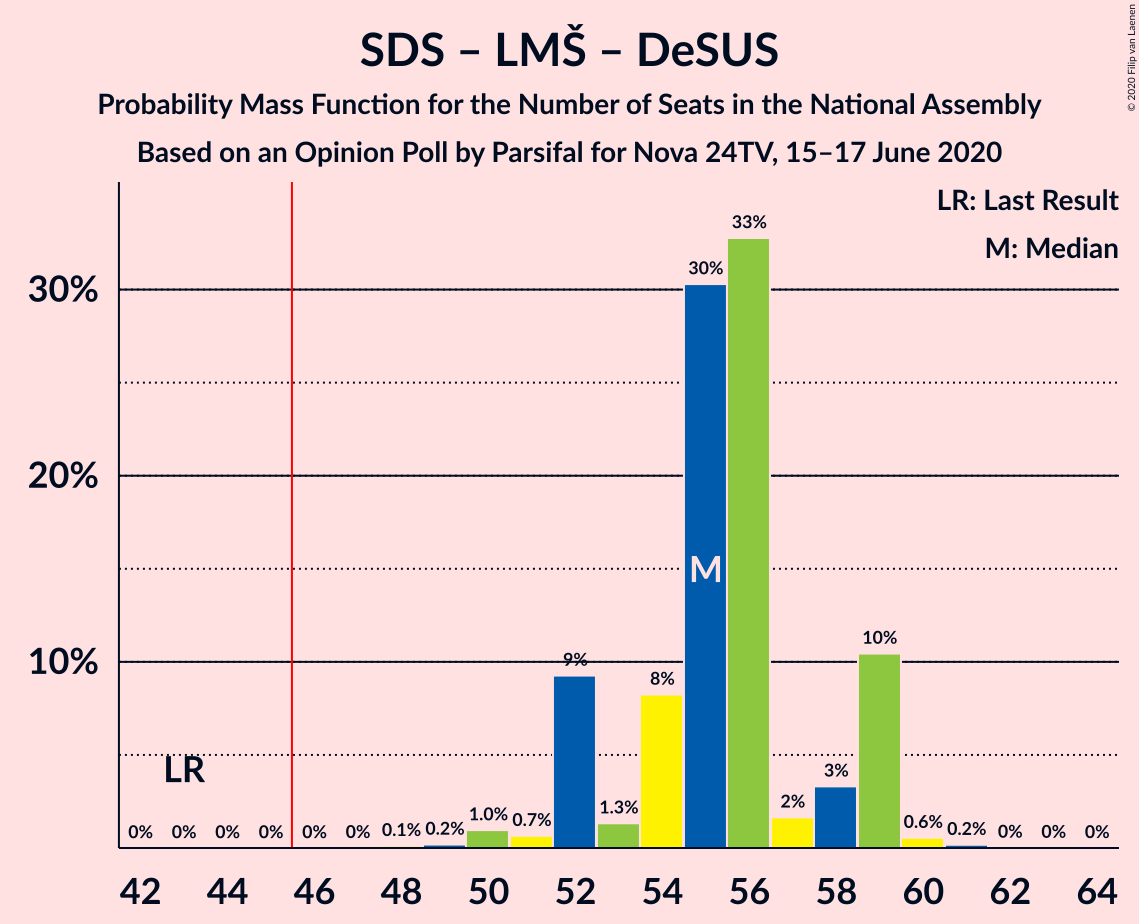 SDS – LMŠ – DeSUS
Probability Mass Function for the Number of Seats in the National Assembly
Based on an Opinion Poll by Parsifal for Nova 24TV, 15–17 June 2020
© 2020 Filip van Laenen
LR: Last Result
M: Median
30%
20%
10%
LR
M
0% 0% 0% 0% 0% 0% 0.1% 0.2% 1.0% 0.7% 9% 1.3% 8% 30% 33% 2% 3% 10% 0.6% 0.2% 0% 0% 0%
42 44 46 48 50 52 54 56 58 60 62 64